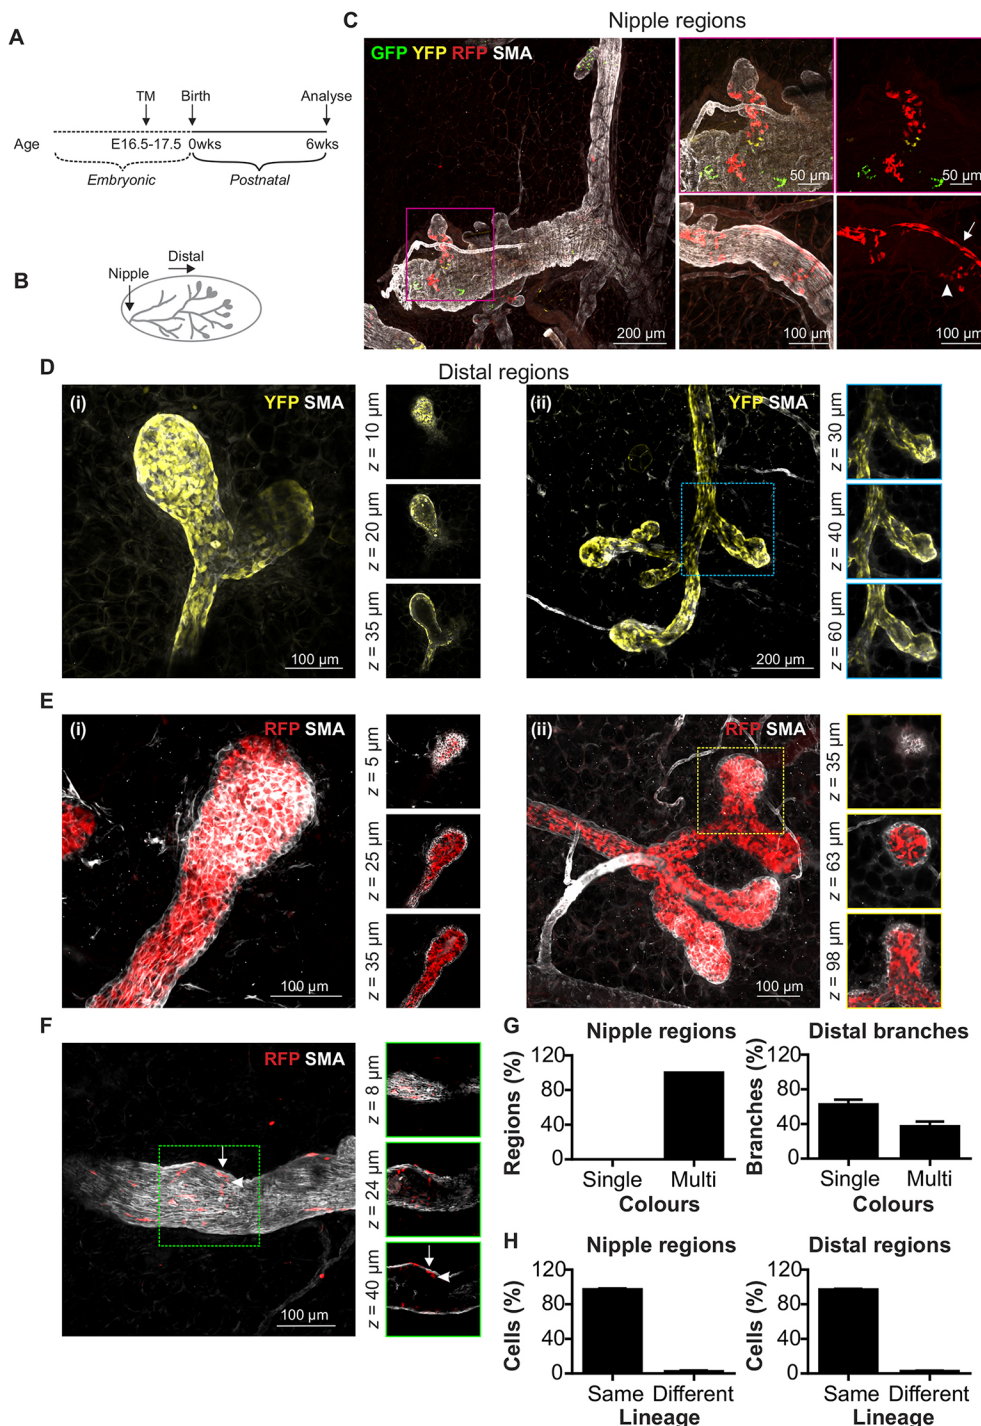 A
TM
Birth
Analyse
Age
E16.5-17.5
0wks
6wks
Embryonic
Postnatal
B
Nipple
Distal
C
Nipple regions
GFP YFP RFP SMA
200 µm
50 µm
50 µm
100 µm
100 µm
D
Distal regions
(i)
YFP SMA
100 µm
z = 10 µm
z = 20 µm
z = 35 µm
(ii)
YFP SMA
200 µm
z = 30 µm
z = 40 µm
z = 60 µm
E
(i)
RFP SMA
100 µm
z = 5 µm
z = 25 µm
z = 35 µm
(ii)
RFP SMA
100 µm
z = 35 µm
z = 63 µm
z = 98 µm
F
RFP SMA
100 µm
z = 8 µm
z = 24 µm
z = 40 µm
G
Nipple regions
Regions (%)
120
80
40
0
Single Multi
Colours
Distal branches
Branches (%)
120
80
40
0
Single Multi
Colours
H
Nipple regions
Cells (%)
120
80
40
0
Same Different
Lineage
Distal regions
Cells (%)
120
80
40
0
Same Different
Lineage